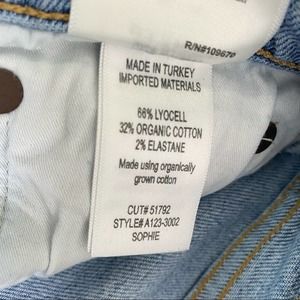 R/N#109679
MADE IN TURKEY
IMPORTED MATERIALS
66% LYOCELL
32% ORGANIC COTTON
2% ELASTANE
Made using organically
grown cotton
CUT# 51792
STYLE# A123-3002
SOPHIE